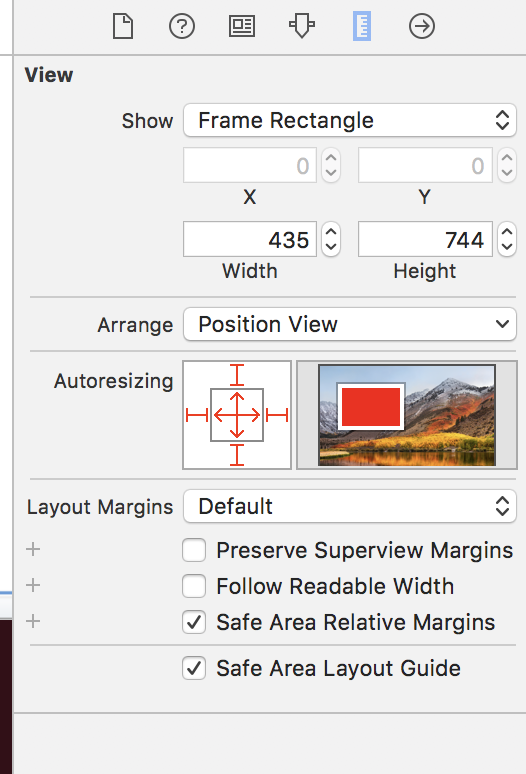 View
Show Frame Rectangle
0 0
X Y
435 744
Width Height
Arrange Position View
Autoresizing
Layout Margins Default
Preserve Superview Margins
Follow Readable Width
Safe Area Relative Margins
Safe Area Layout Guide